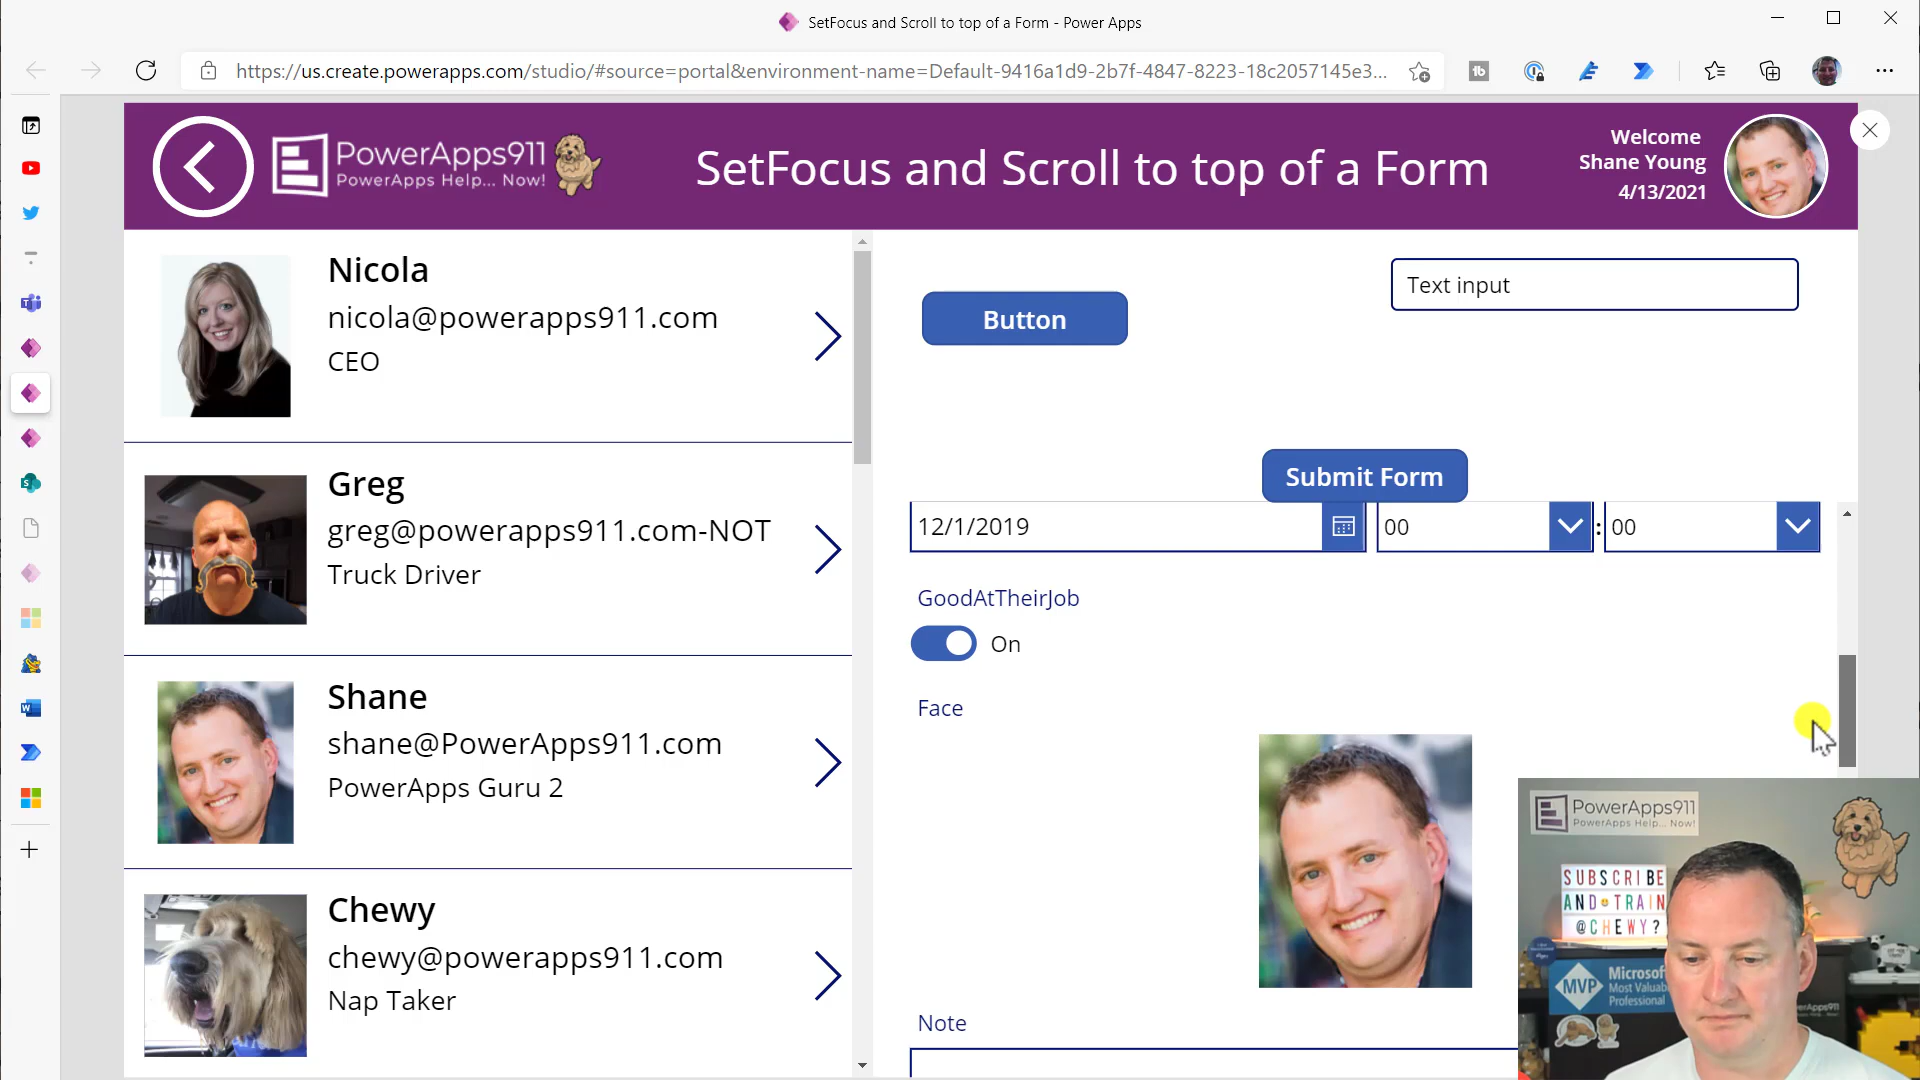 SetFocus and Scroll to top of a Form - Power Apps
https://us.create.powerapps.com/studio/#source=portal&environment-name=Default-9416a1d9-2b7f-4847-8223-18c2057145e3...
PowerApps911
PowerApps Help... Now!
SetFocus and Scroll to top of a Form
Welcome
Shane Young
4/13/2021
Nicola
nicola@powerapps911.com
CEO
Greg
greg@powerapps911.com-NOT
Truck Driver
Shane
shane@PowerApps911.com
PowerApps Guru 2
Chewy
chewy@powerapps911.com
Nap Taker
Button
Text input
Submit Form
12/1/2019
00
:
00
GoodAtTheirJob
On
Face
Note
PowerApps911
PowerApps Help... Now!
SUBSCRIBE
AND TRAIN
@CHEWY?
MVP
Microsof
Most Valuab
Professional